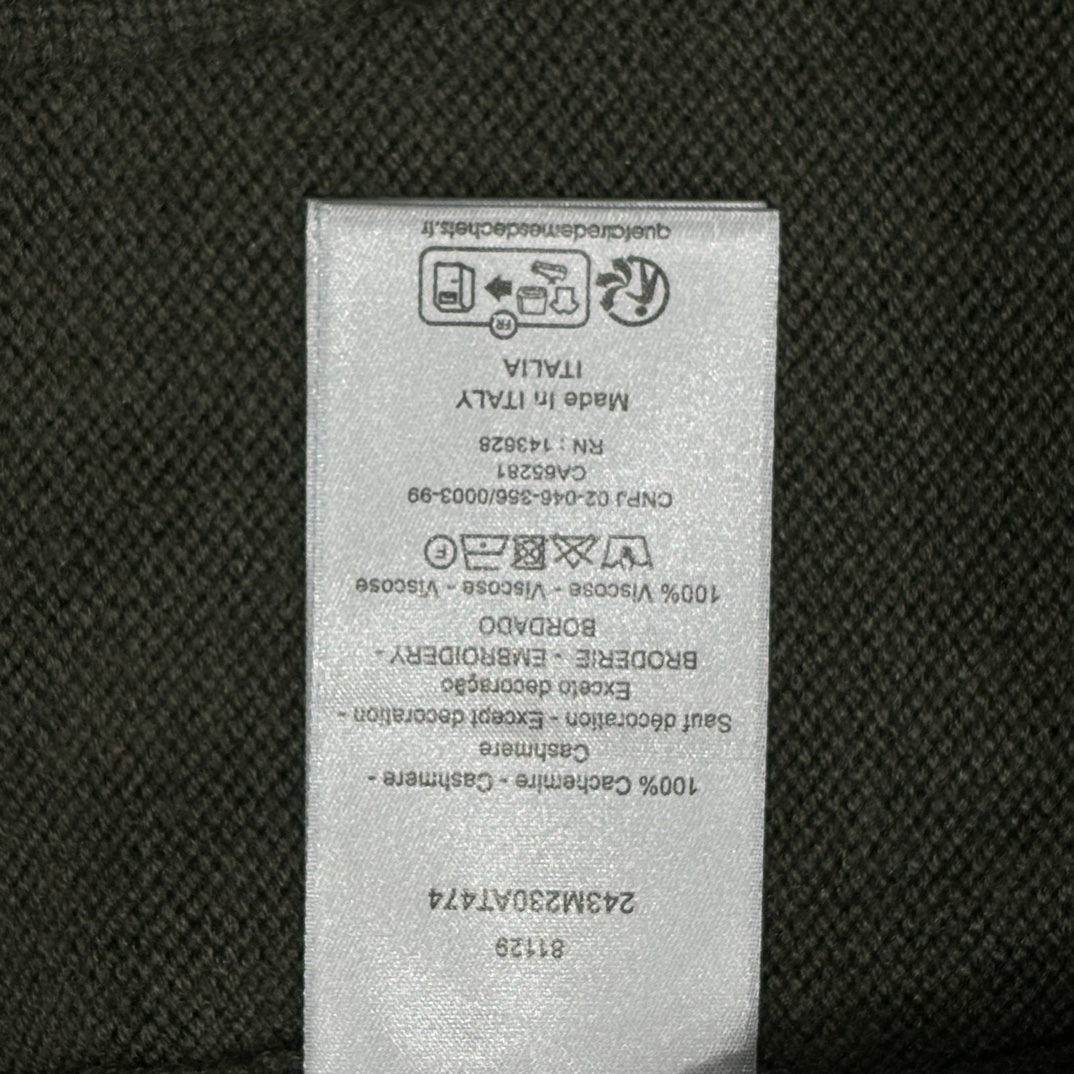 81129
243M230AT474
100% Cachemire - Cashmere -
Cashmere
Sauf décoration - Except decoration -
Exceto decoração
BRODERIE - EMBROIDERY -
BORDADO
100% Viscose - Viscose - Viscose
F
CNPJ 02-046-356/0003-99
CA65281
RN : 143628
Made in ITALY
ITALIA
FR
quefairedemesdechets.fr